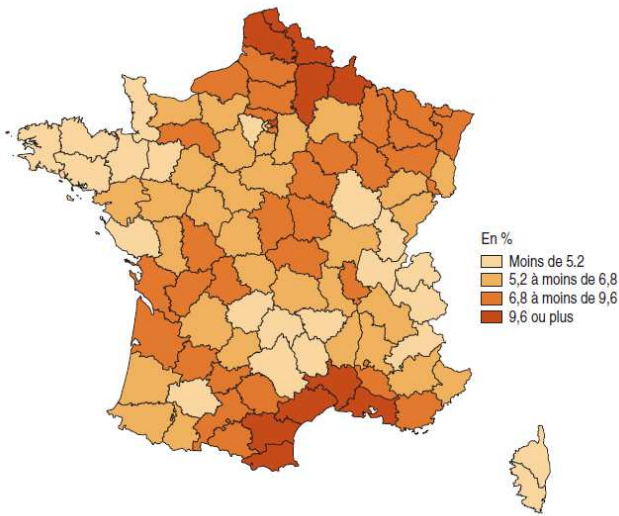 En %
Moins de 5.2
5,2 à moins de 6,8
6,8 à moins de 9,6
9,6 ou plus